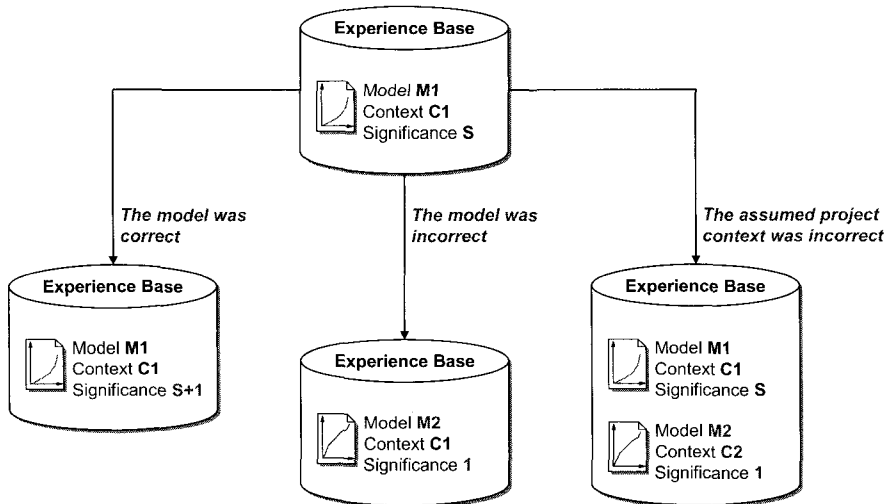 Experience Base
Model M1
Context C1
Significance S
The model was
correct
The model was
incorrect
The assumed project
context was incorrect
Experience Base
Model M1
Context C1
Significance S+1
Experience Base
Model M2
Context C1
Significance 1
Experience Base
Model M1
Context C1
Significance S
Model M2
Context C2
Significance 1